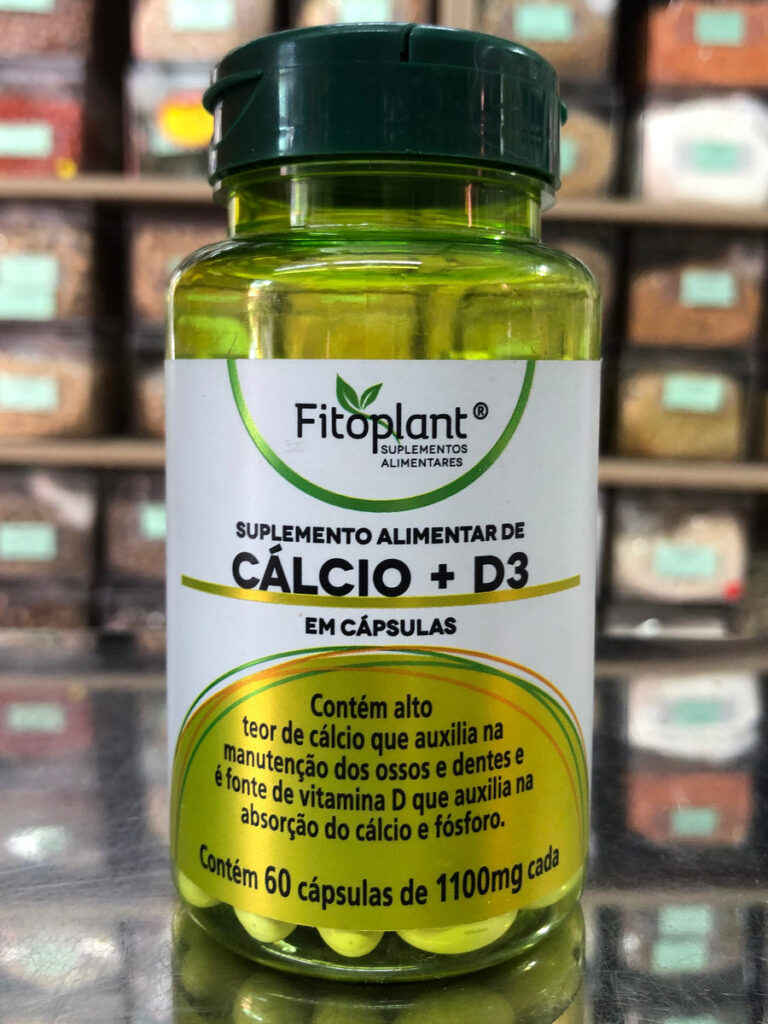 Fitoplant®
SUPLEMENTOS
ALIMENTARES
SUPLEMENTO ALIMENTAR DE
CÁLCIO + D3
EM CÁPSULAS
Contém alto
teor de cálcio que auxilia na
manutenção dos ossos e dentes e
é fonte de vitamina D que auxilia na
absorção do cálcio e fósforo.
Contém 60 cápsulas de 1100mg cada